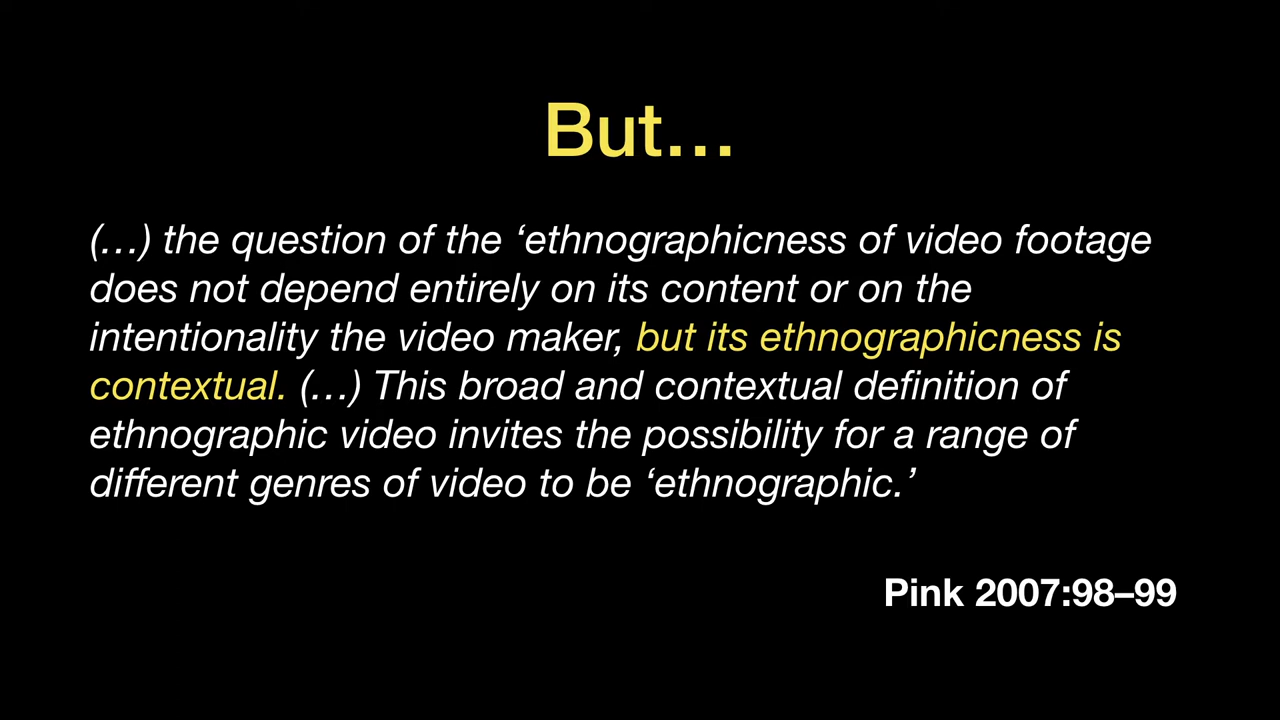 But…
(…) the question of the ‘ethnographicness of video footage
does not depend entirely on its content or on the
intentionality the video maker, but its ethnographicness is
contextual. (…) This broad and contextual definition of
ethnographic video invites the possibility for a range of
different genres of video to be ‘ethnographic.’
Pink 2007:98–99